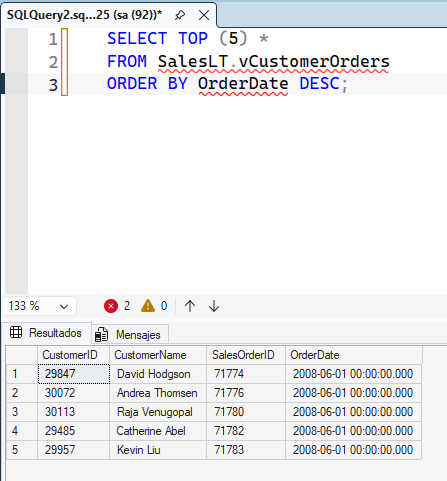 SQLQuery2.sq...25 (sa (92))*
1 SELECT TOP (5) *
2 FROM SalesLT.vCustomerOrders
3 ORDER BY OrderDate DESC;
133 % 2 0
Resultados Mensajes
CustomerID CustomerName SalesOrderID OrderDate
1 29847 David Hodgson 71774 2008-06-01 00:00:00.000
2 30072 Andrea Thomsen 71776 2008-06-01 00:00:00.000
3 30113 Raja Venugopal 71780 2008-06-01 00:00:00.000
4 29485 Catherine Abel 71782 2008-06-01 00:00:00.000
5 29957 Kevin Liu 71783 2008-06-01 00:00:00.000